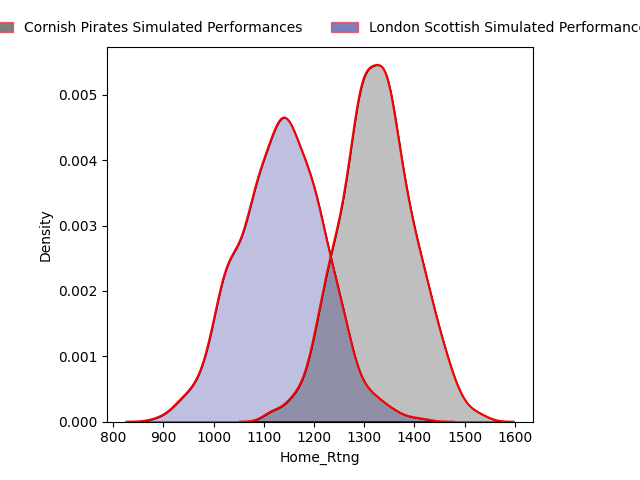 Cornish Pirates Simulated Performances London Scottish Simulated Performanc
0.005
0.004
0.003
0.002
0.001
0.000
Density
800 900 1000 1100 1200 1300 1400 1500 1600
Home_Rtng